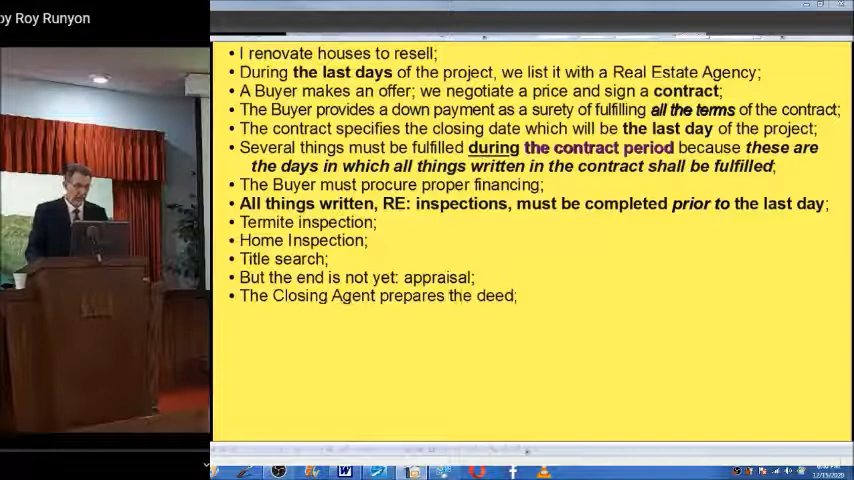 by Roy Runyon
• I renovate houses to resell;
• During the last days of the project, we list it with a Real Estate Agency;
• A Buyer makes an offer; we negotiate a price and sign a contract;
• The Buyer provides a down payment as a surety of fulfilling all the terms of the contract;
• The contract specifies the closing date which will be the last day of the project;
• Several things must be fulfilled during the contract period because these are
the days in which all things written in the contract shall be fulfilled;
• The Buyer must procure proper financing;
• All things written, RE: inspections, must be completed prior to the last day;
• Termite inspection;
• Home Inspection;
• Title search;
• But the end is not yet: appraisal;
• The Closing Agent prepares the deed;
12/15/2020